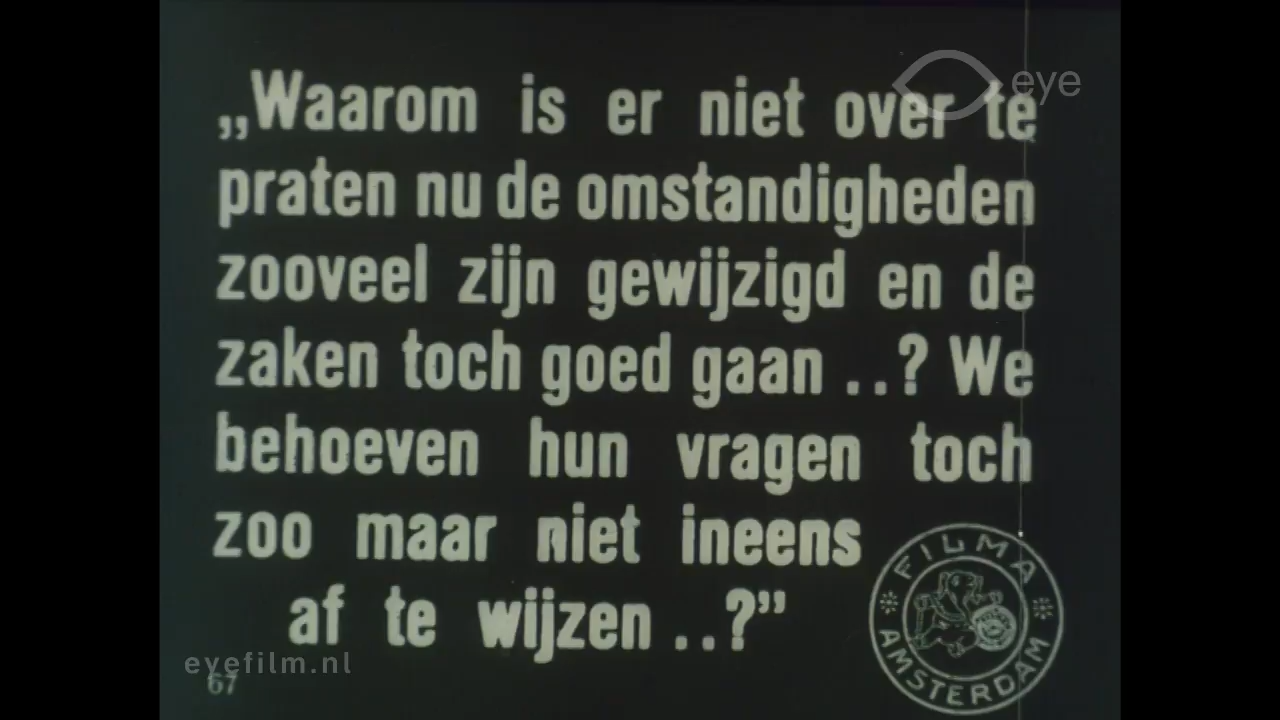 „Waarom is er niet over te
praten nu de omstandigheden
zooveel zijn gewijzigd en de
zaken toch goed gaan ..? We
behoeven hun vragen toch
zoo maar niet ineens
af te wijzen ..?”
eye
eyefilm.nl
67
FILMA
AMSTERDAM